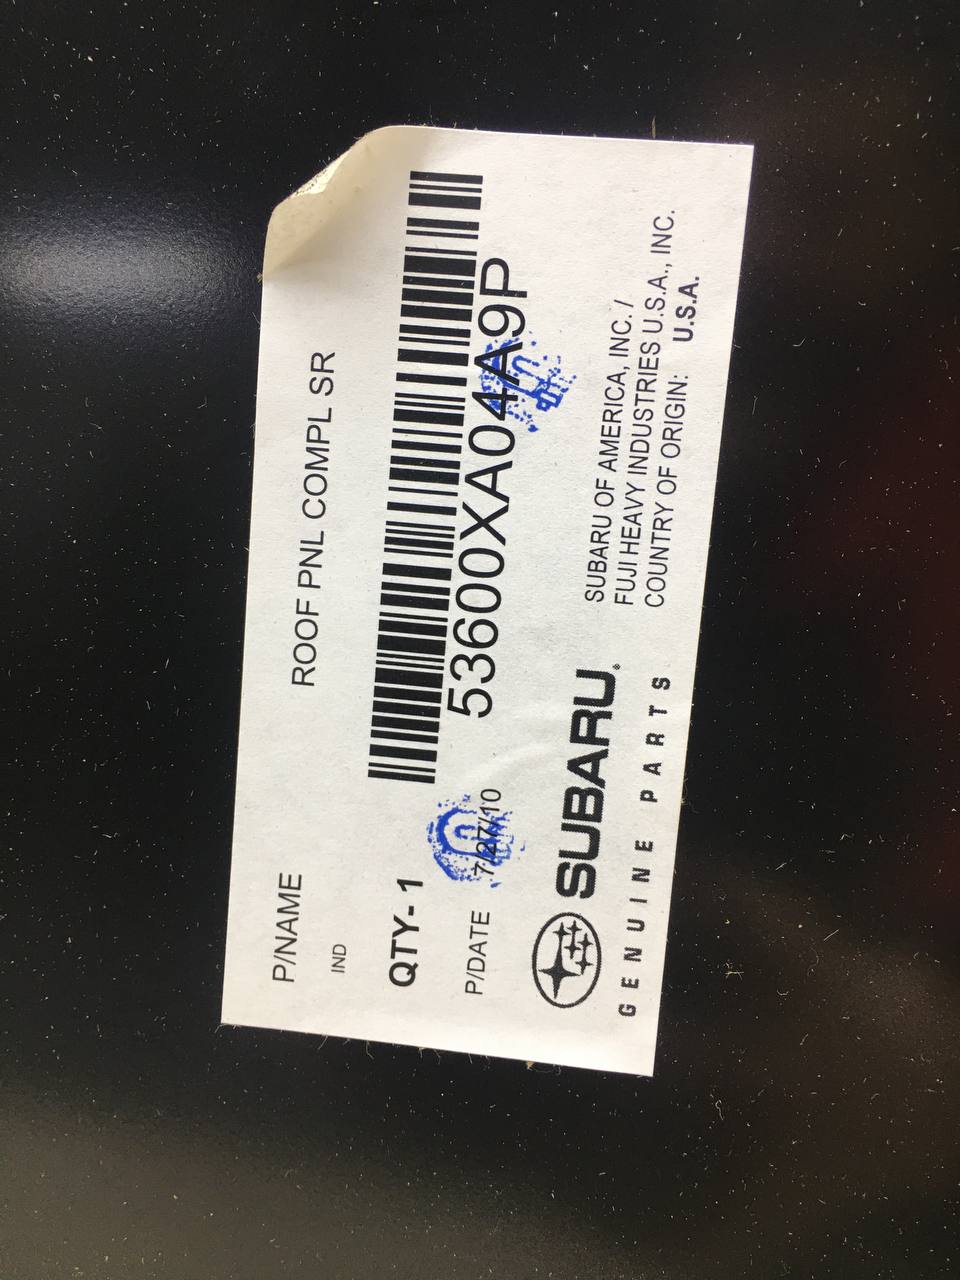 P/NAME ROOF PNL COMPL SR
IND
QTY- 1
53600XA04A9P
P/DATE 7/27/10
SUBARU®
GENUINE PARTS
SUBARU OF AMERICA, INC. /
FUJI HEAVY INDUSTRIES U.S.A., INC.
COUNTRY OF ORIGIN: U.S.A.